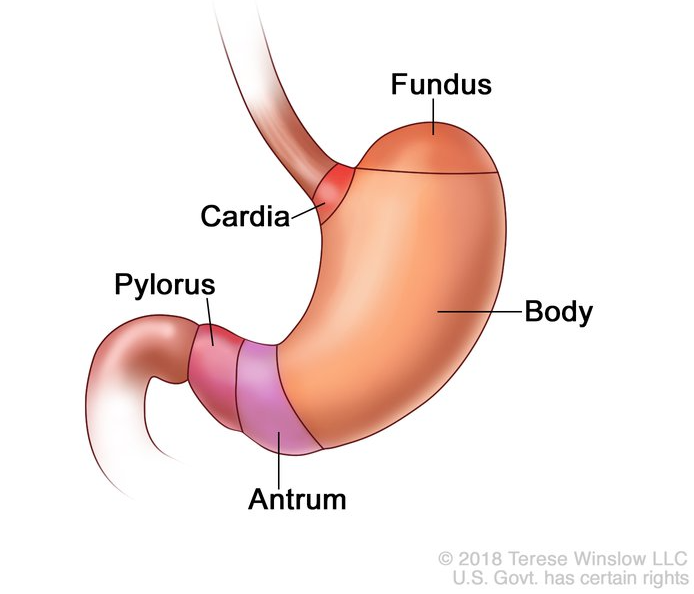 Fundus
Cardia
Pylorus
Body
Antrum
© 2018 Terese Winslow LLC
U.S. Govt. has certain rights